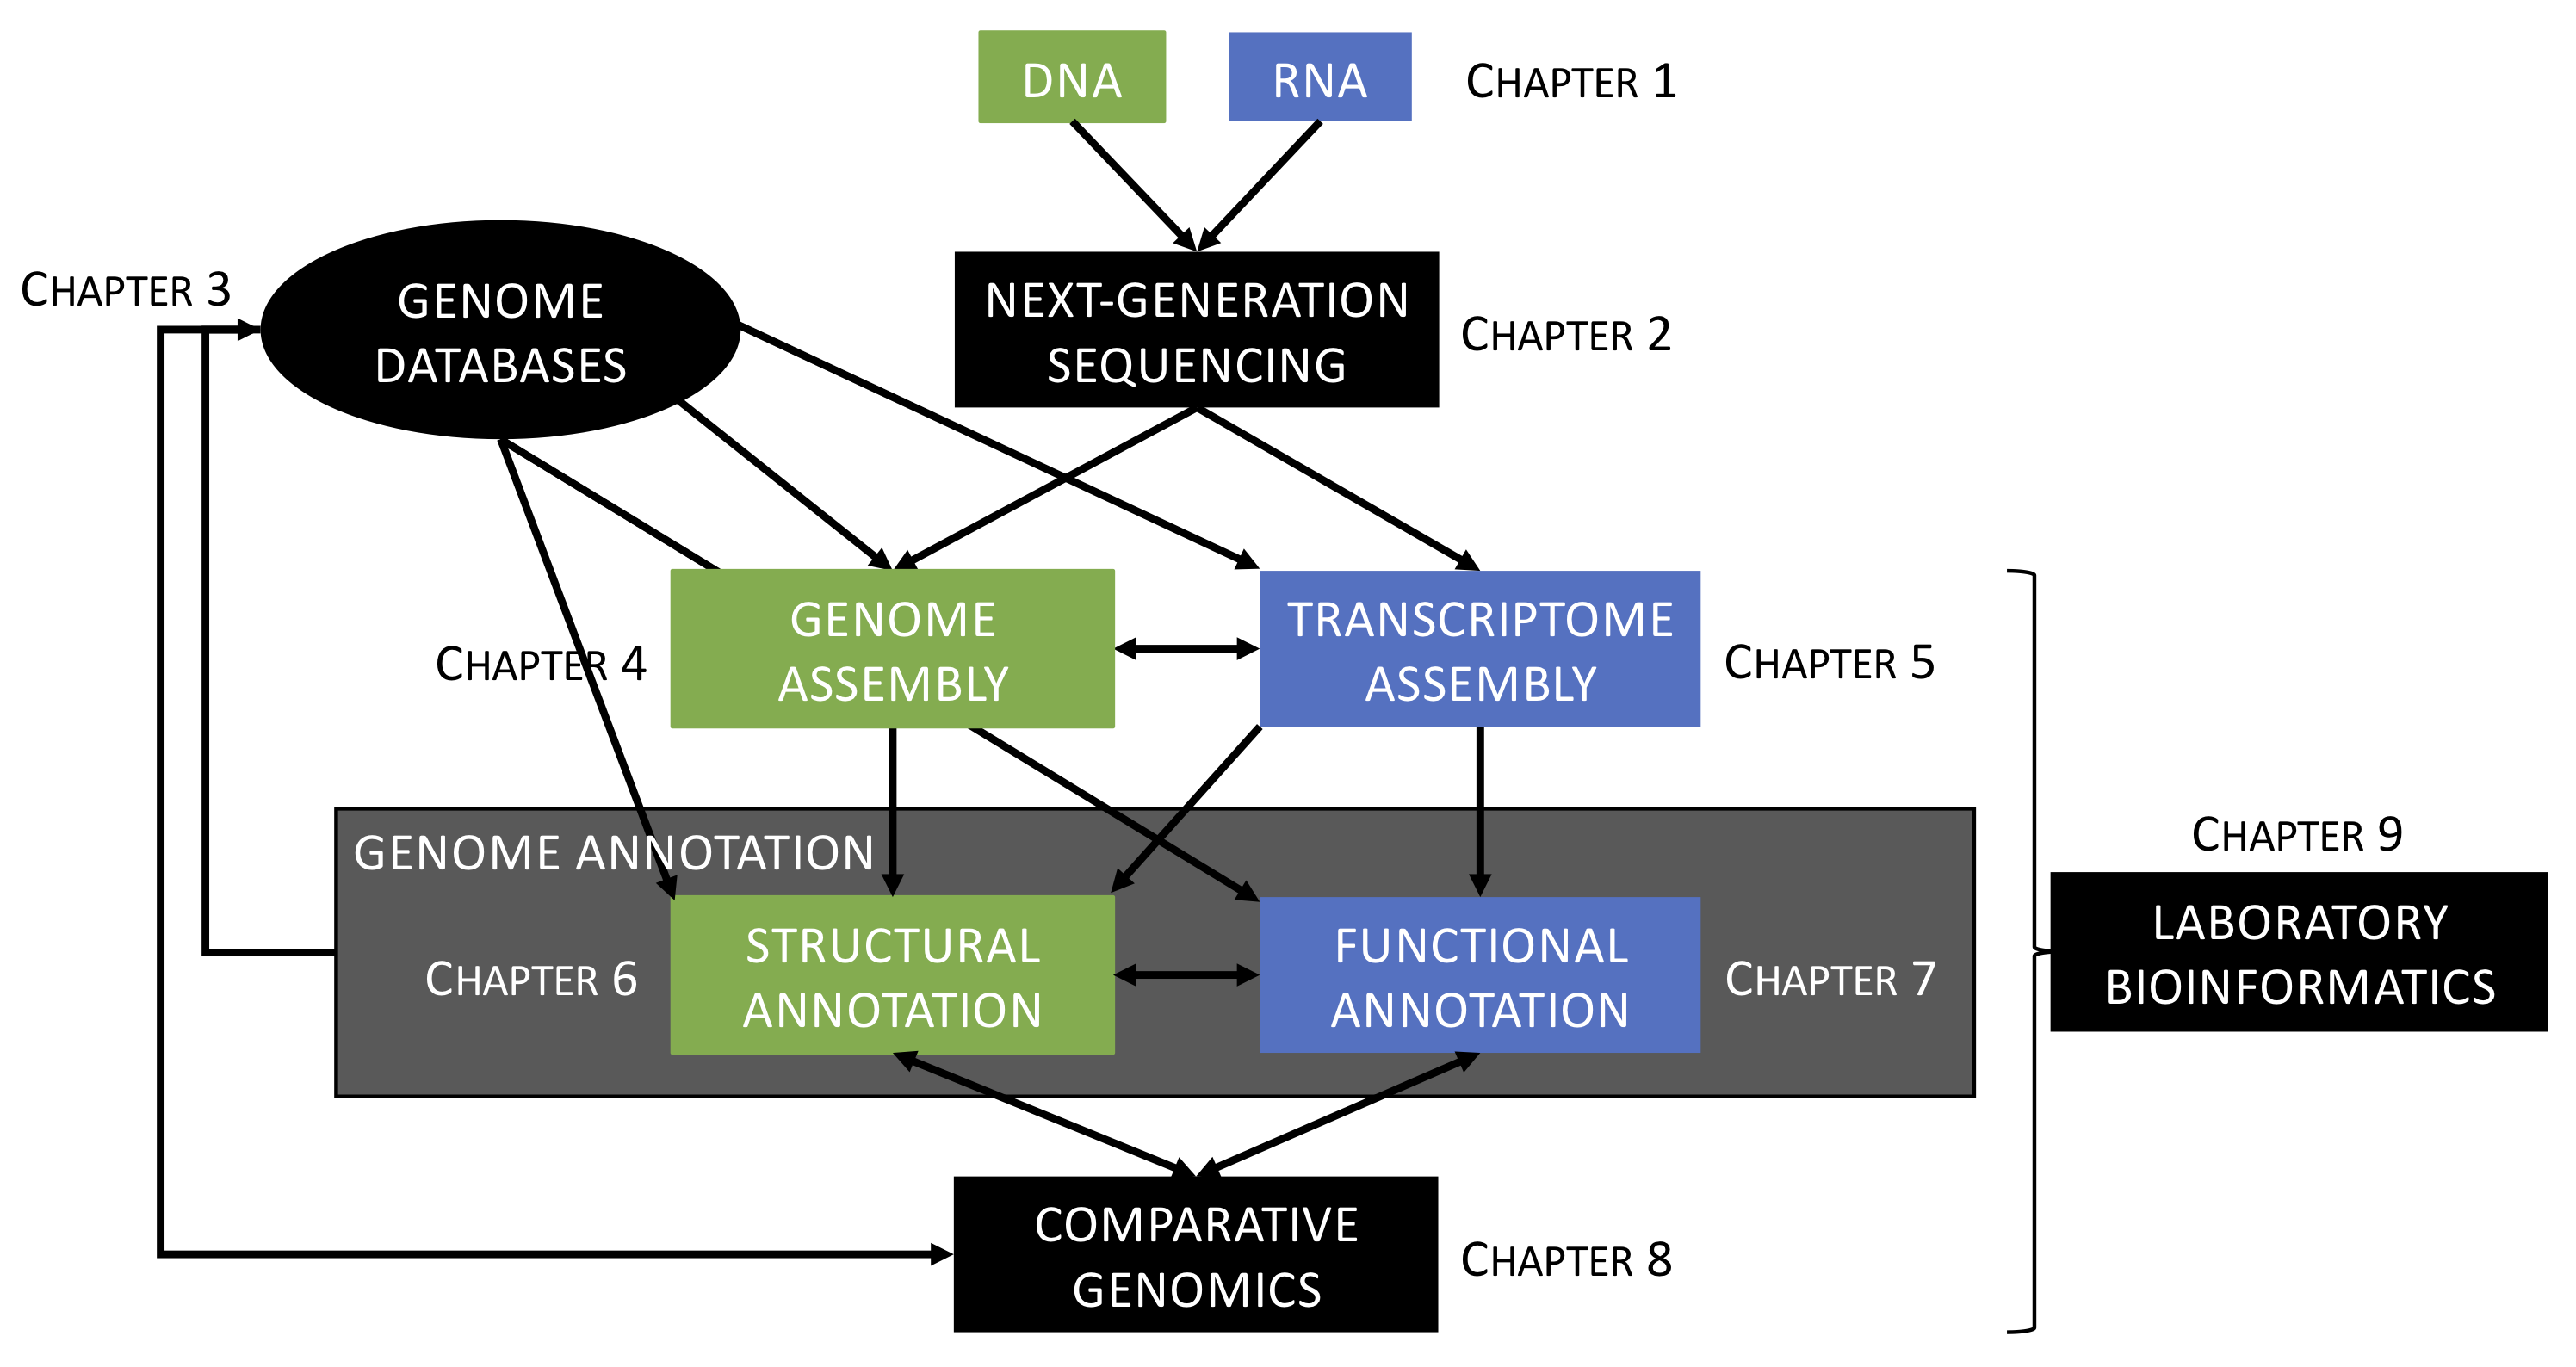 DNA
RNA
CHAPTER 1
CHAPTER 3
GENOME
DATABASES
NEXT-GENERATION
SEQUENCING
CHAPTER 2
GENOME
ASSEMBLY
CHAPTER 4
TRANSCRIPTOME
ASSEMBLY
CHAPTER 5
GENOME ANNOTATION
CHAPTER 6
STRUCTURAL
ANNOTATION
FUNCTIONAL
ANNOTATION
CHAPTER 7
CHAPTER 9
LABORATORY
BIOINFORMATICS
COMPARATIVE
GENOMICS
CHAPTER 8